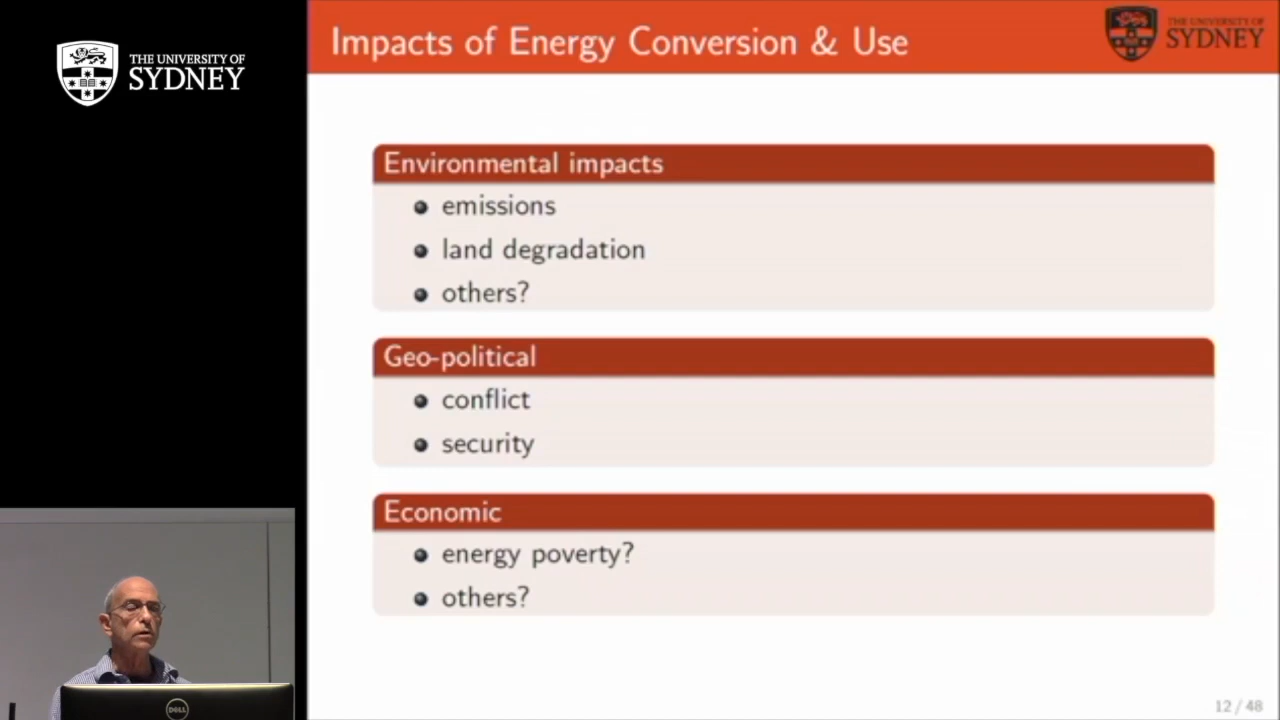 THE UNIVERSITY OF
SYDNEY
Impacts of Energy Conversion & Use
THE UNIVERSITY OF
SYDNEY
Environmental impacts
emissions
land degradation
others?
Geo-political
conflict
security
Economic
energy poverty?
others?
DELL
12 / 48